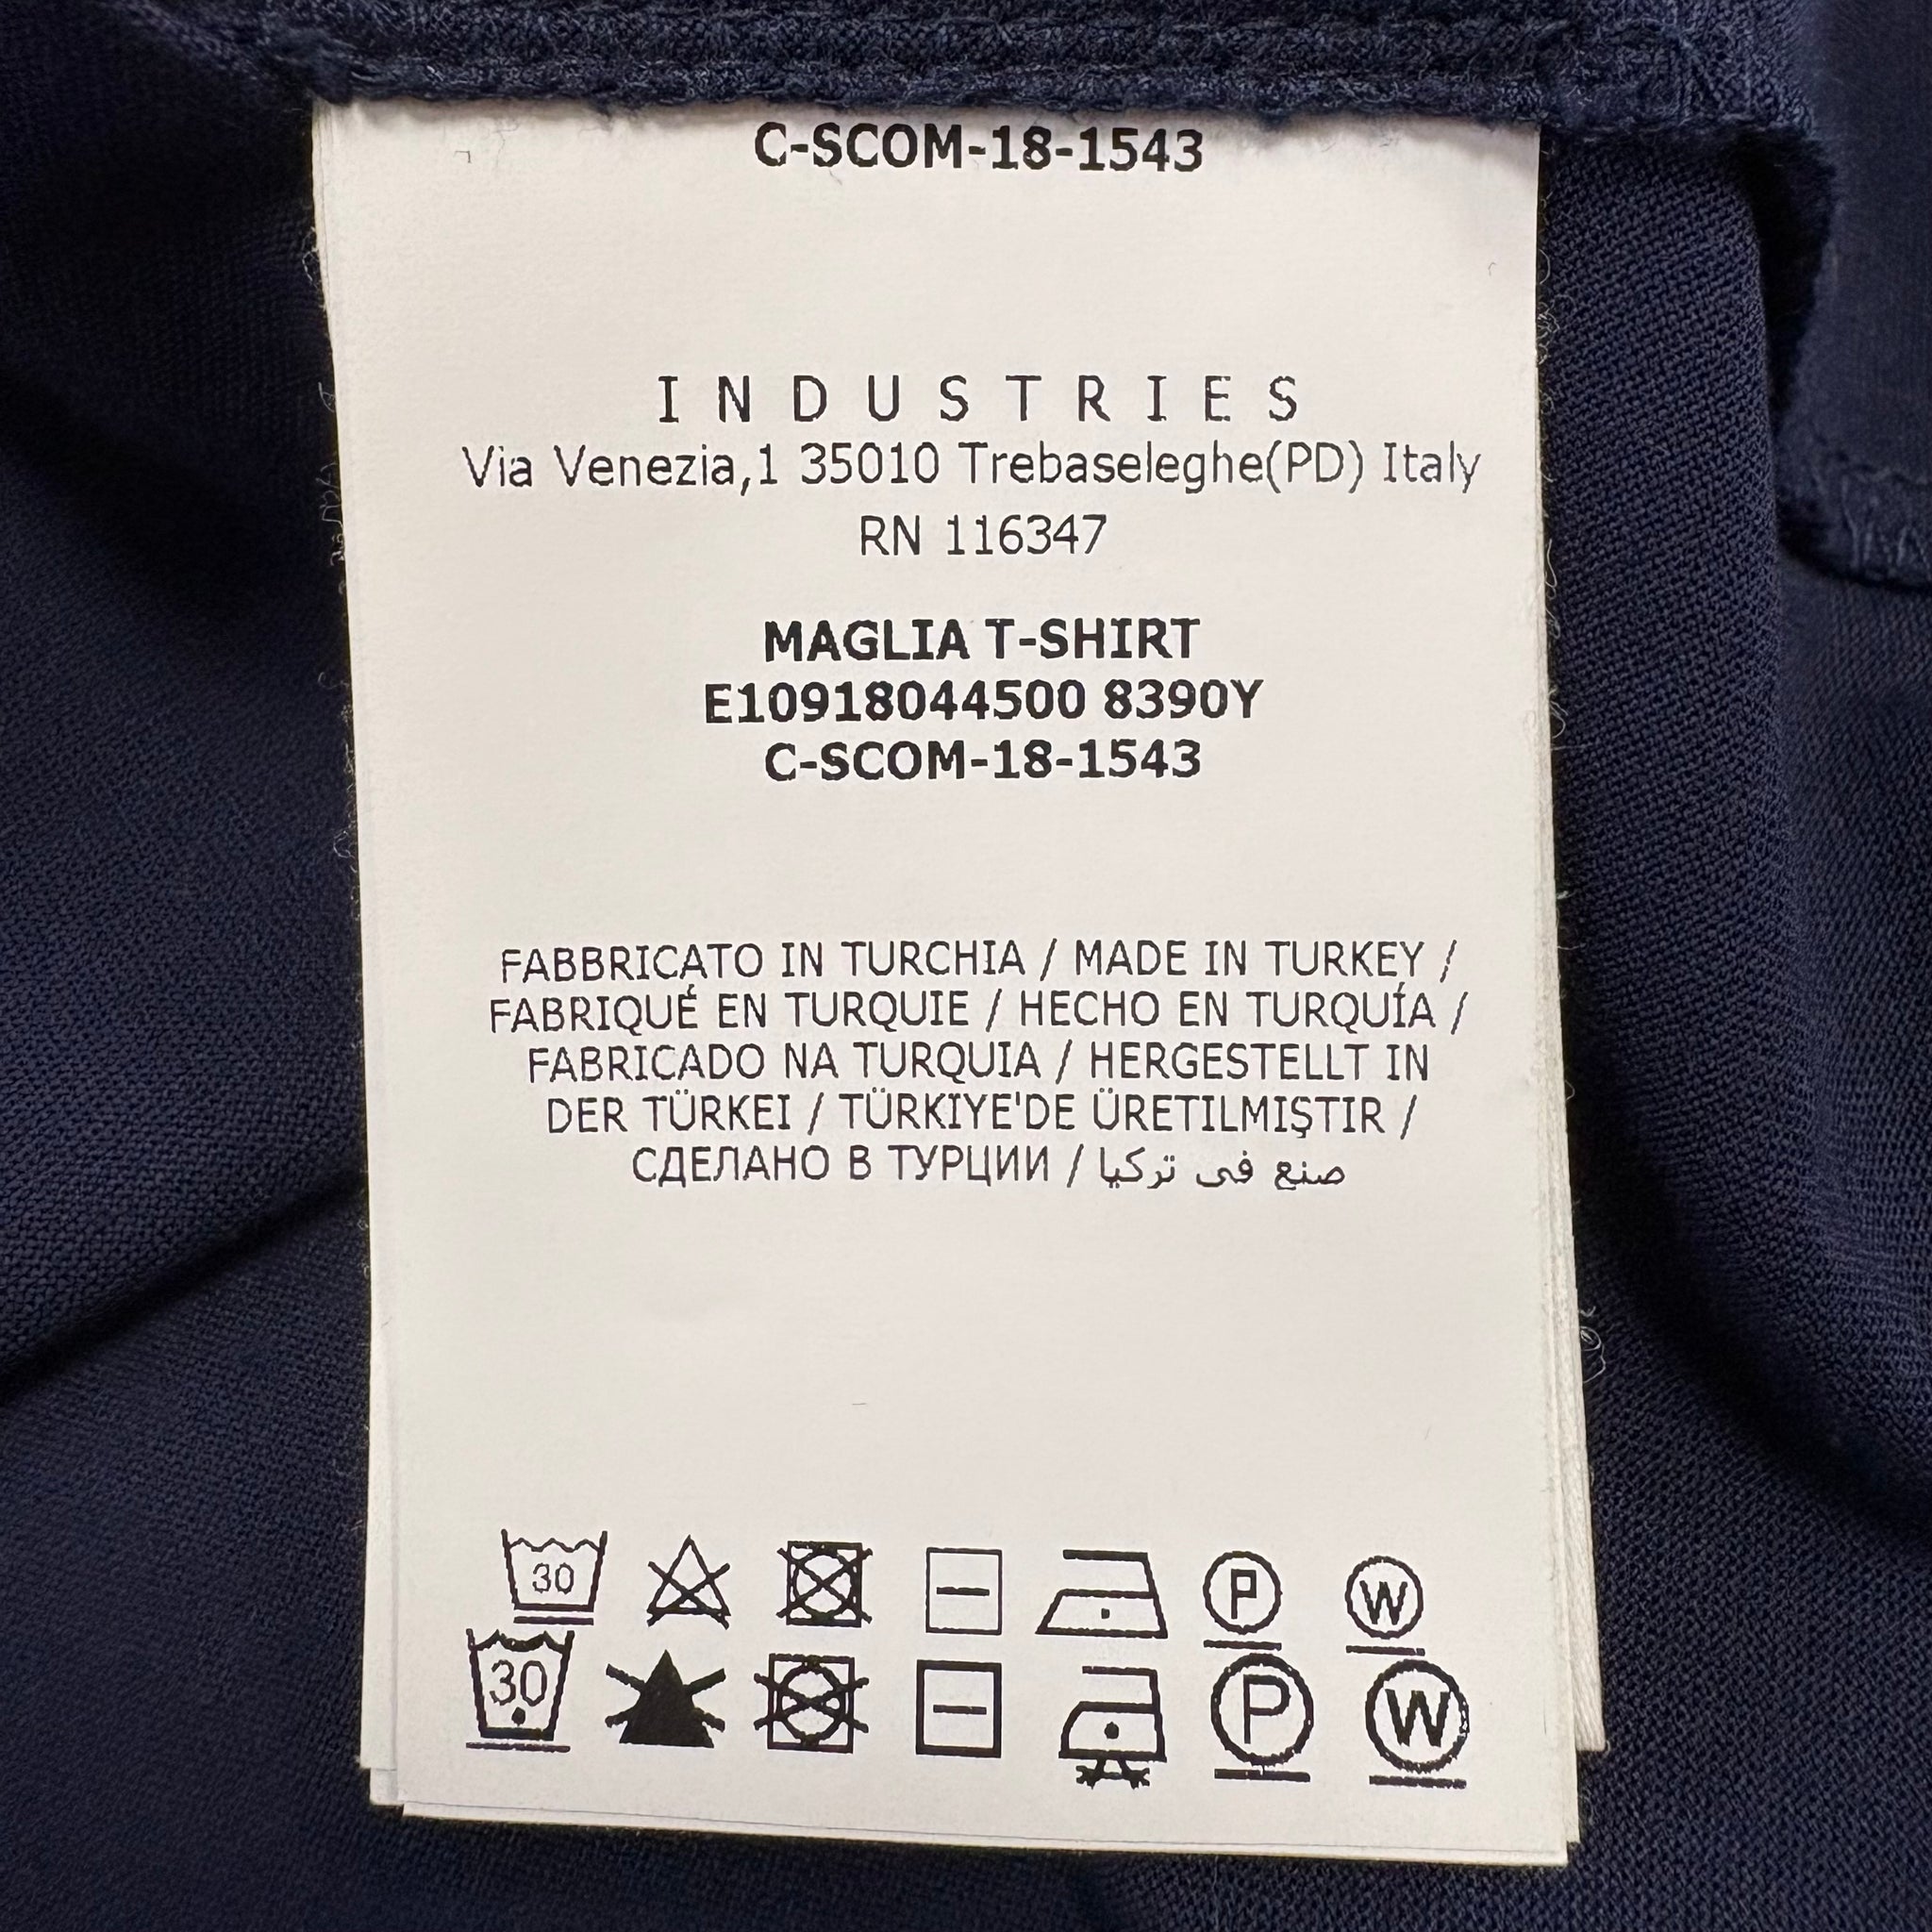 C-SCOM-18-1543
INDUSTRIES
Via Venezia,1 35010 Trebaseleghe(PD) Italy
RN 116347
MAGLIA T-SHIRT
E10918044500 8390Y
C-SCOM-18-1543
FABBRICATO IN TURCHIA / MADE IN TURKEY /
FABRIQUÉ EN TURQUIE / HECHO EN TURQUÍA /
FABRICADO NA TURQUIA / HERGESTELLT IN
DER TÜRKEI / TÜRKIYE'DE ÜRETILMIŞTIR /
СДЕЛАНО В ТУРЦИИ / صنع فى تركيا
30 P W
30 P W